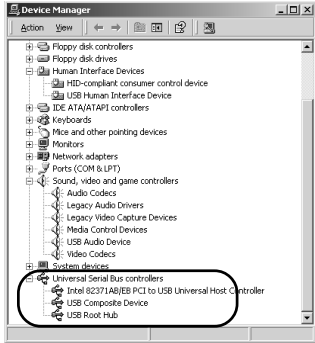 Device Manager
Action View
Floppy disk controllers
Floppy disk drives
Human Interface Devices
HID-compliant consumer control device
USB Human Interface Device
IDE ATA/ATAPI controllers
Keyboards
Mice and other pointing devices
Monitors
Network adapters
Ports (COM & LPT)
Sound, video and game controllers
Audio Codecs
Legacy Audio Drivers
Legacy Video Capture Devices
Media Control Devices
USB Audio Device
Video Codecs
System devices
Universal Serial Bus controllers
Intel 82371AB/EB PCI to USB Universal Host Controller
USB Composite Device
USB Root Hub